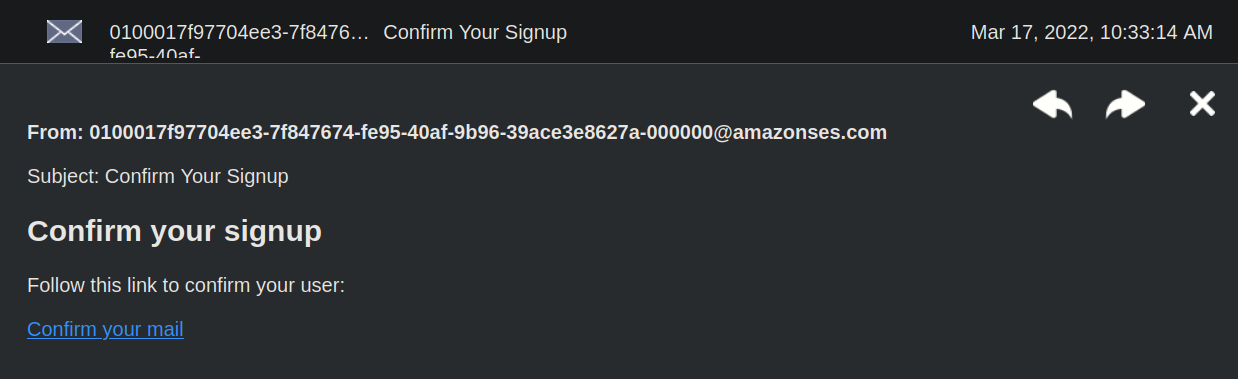 0100017f97704ee3-7f8476… Confirm Your Signup Mar 17, 2022, 10:33:14 AM
fe95-40af-
From: 0100017f97704ee3-7f847674-fe95-40af-9b96-39ace3e8627a-000000@amazonses.com
Subject: Confirm Your Signup
Confirm your signup
Follow this link to confirm your user:
Confirm your mail